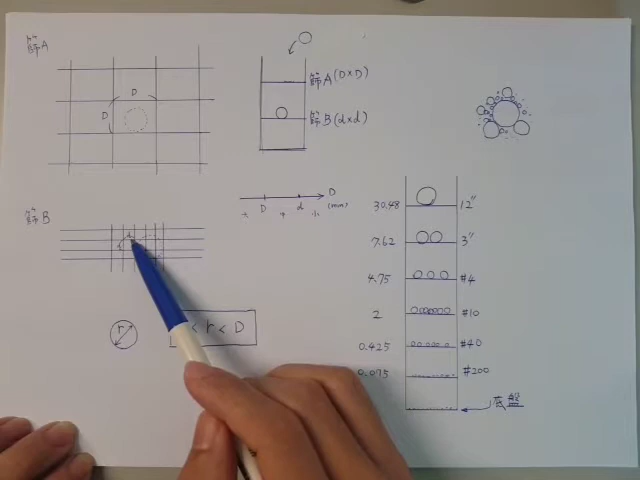 篩A
D
D
篩A(D×D)
篩B(d×d)
篩B
d
大 D 中 d 小 D
(mm)
r
< r < D
30.48 12"
7.62 3"
4.75 #4
2 #10
0.425 #40
0.075 #200
底盤